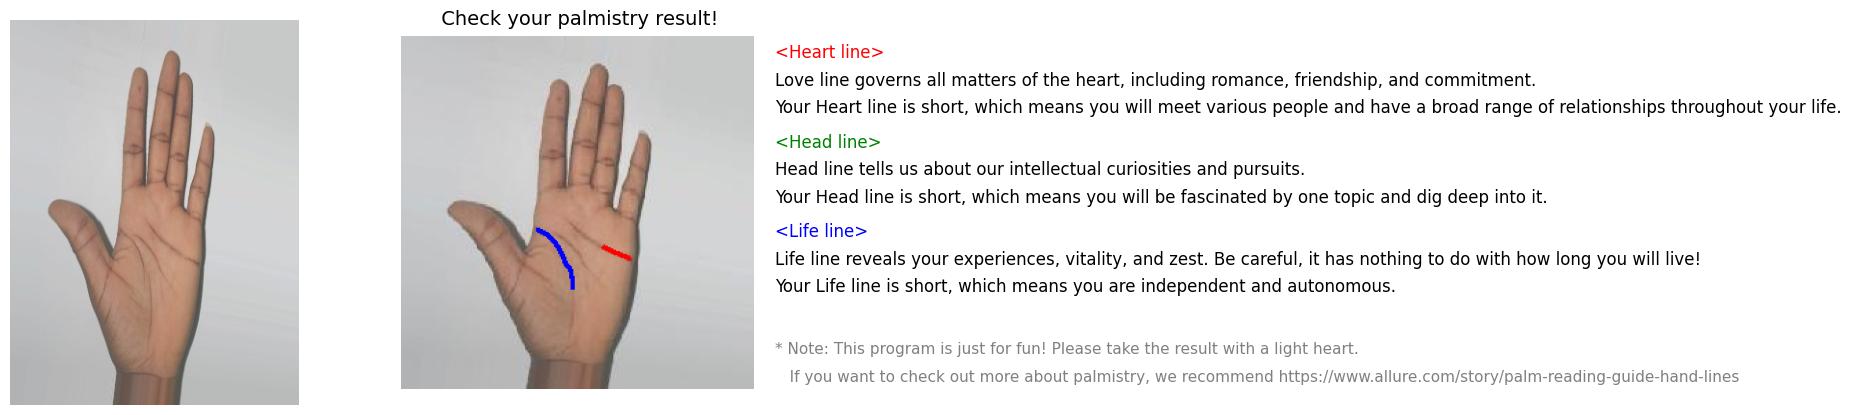 Check your palmistry result!
<Heart line>
Love line governs all matters of the heart, including romance, friendship, and commitment.
Your Heart line is short, which means you will meet various people and have a broad range of relationships throughout your life.
<Head line>
Head line tells us about our intellectual curiosities and pursuits.
Your Head line is short, which means you will be fascinated by one topic and dig deep into it.
<Life line>
Life line reveals your experiences, vitality, and zest. Be careful, it has nothing to do with how long you will live!
Your Life line is short, which means you are independent and autonomous.
* Note: This program is just for fun! Please take the result with a light heart.
If you want to check out more about palmistry, we recommend https://www.allure.com/story/palm-reading-guide-hand-lines